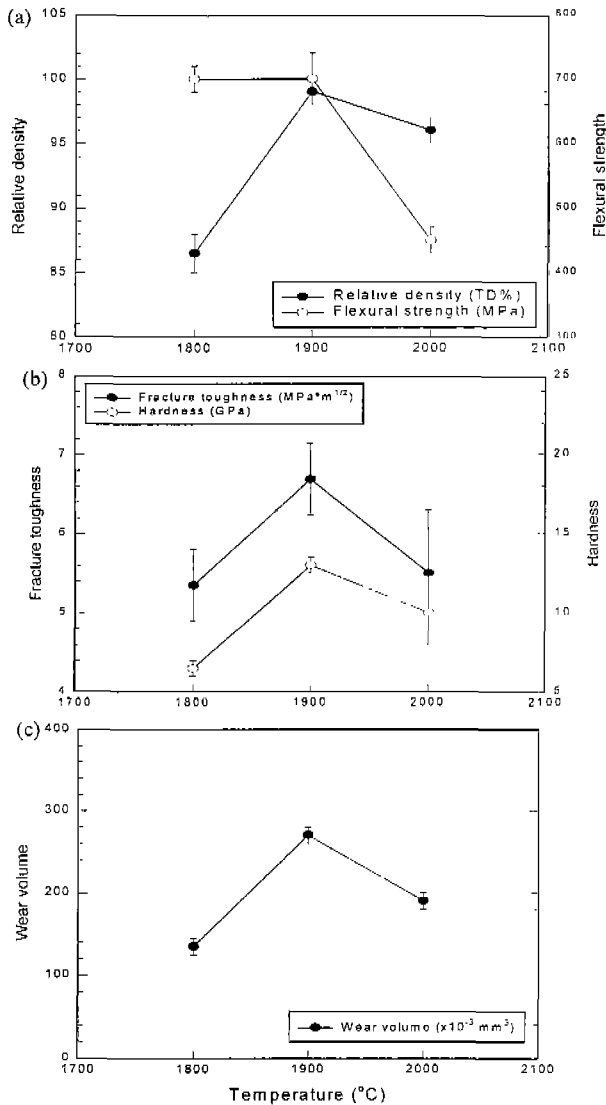 (a)
105
100
95
90
85
80
Relative density
800
700
600
500
400
300
Flexural strength
Relative density (TD%)
Flexural strength (MPa)
1700 1800 1900 2000 2100
(b)
8
7
6
5
4
Fracture toughness
25
20
15
10
5
Hardness
Fracture toughness (MPa*m1/2)
Hardness (GPa)
1700 1800 1900 2000 2100
(c)
400
300
200
100
0
Wear volume
Wear volume (x10-3 mm3)
1700 1800 1900 2000 2100
Temperature (°C)